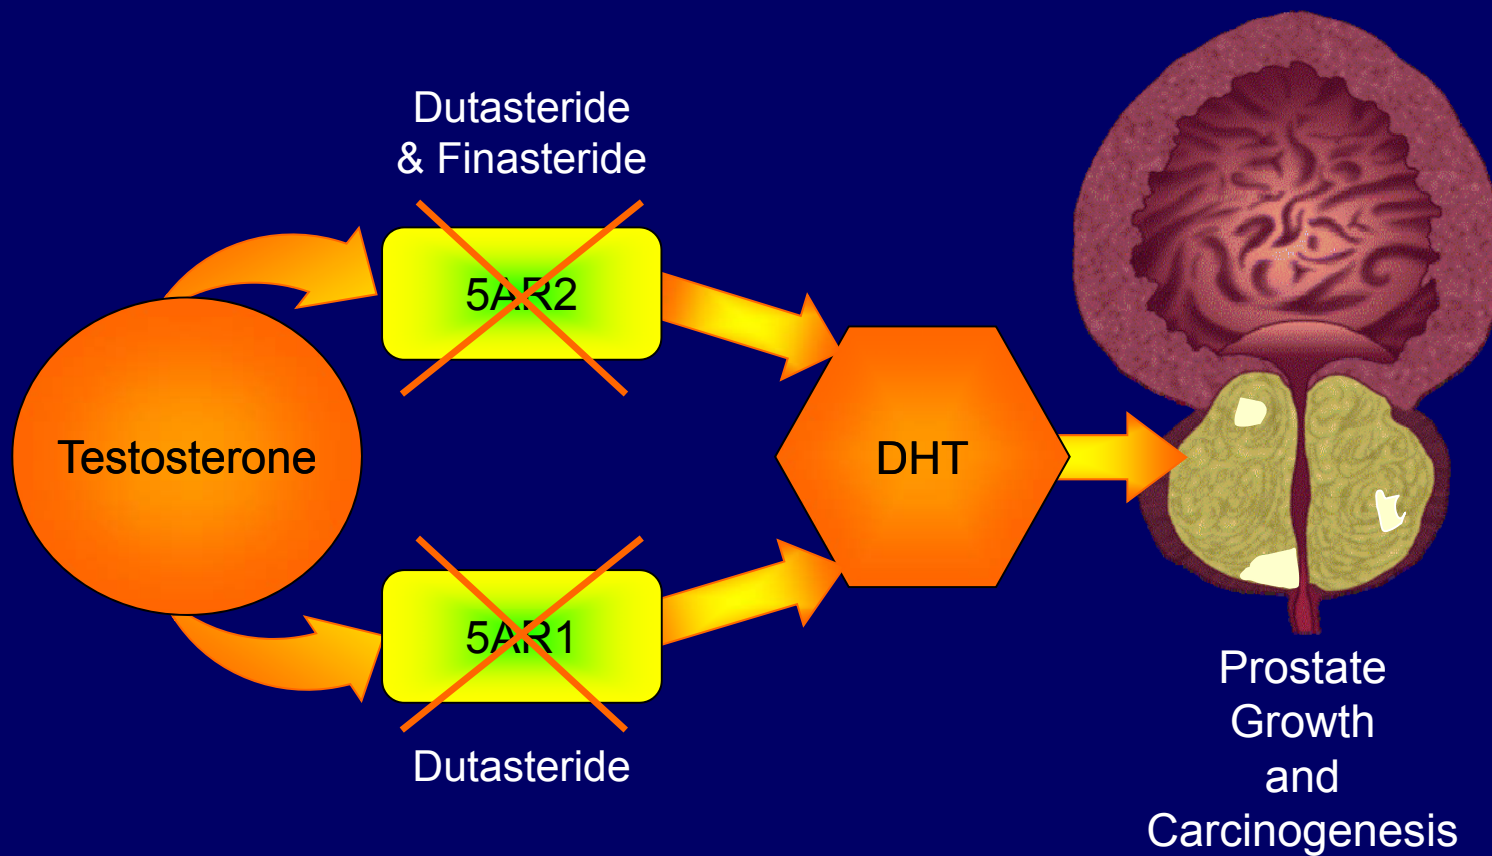 Dutasteride
& Finasteride
5AR2
Testosterone
DHT
5AR1
Dutasteride
Prostate
Growth
and
Carcinogenesis